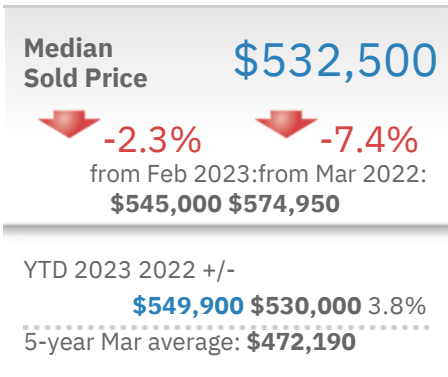 Median
Sold Price
$532,500
-2.3% -7.4%
from Feb 2023:from Mar 2022:
$545,000 $574,950
YTD 2023 2022 +/-
$549,900 $530,000 3.8%
5-year Mar average: $472,190